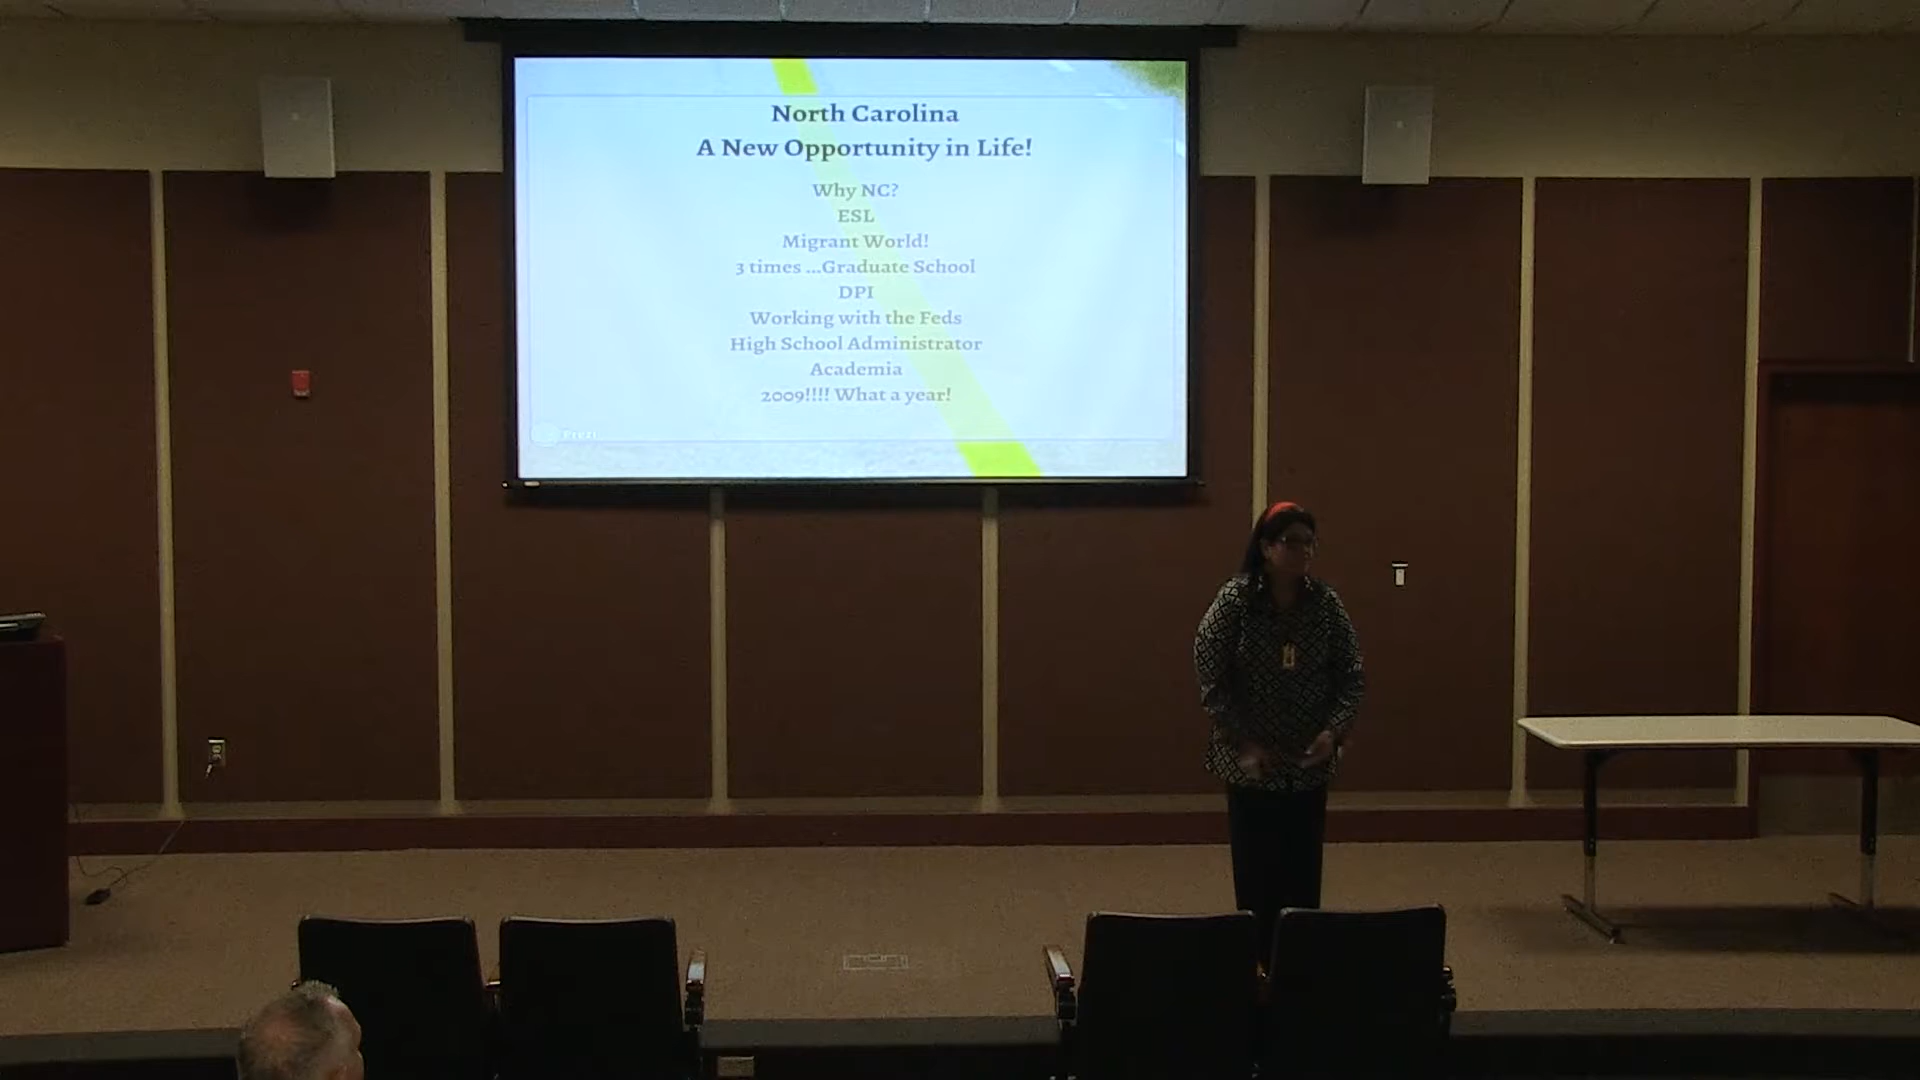 North Carolina
A New Opportunity in Life!
Why NC?
ESL
Migrant World!
3 times ...Graduate School
DPI
Working with the Feds
High School Administrator
Academia
2009!!!! What a year!
Prezi